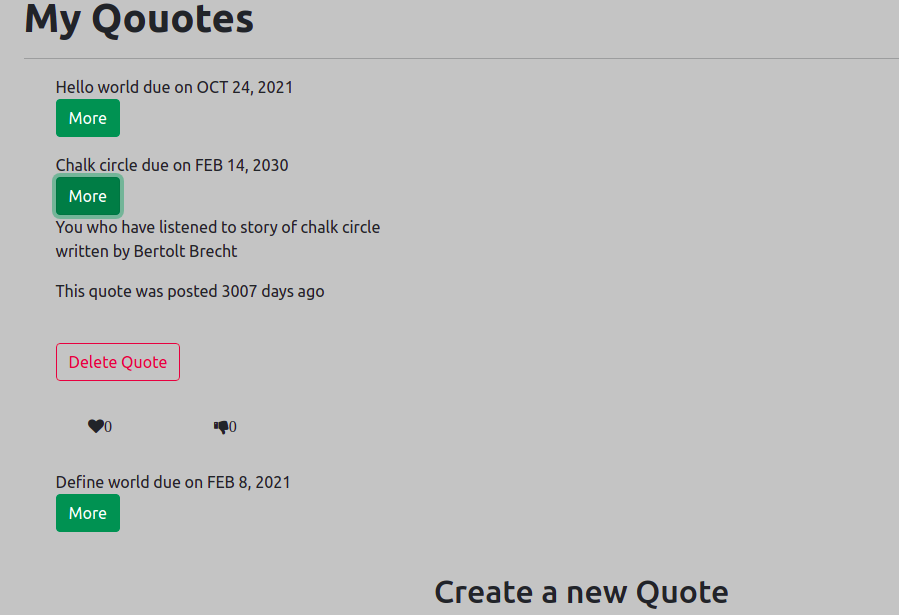 My Qouotes
Hello world due on OCT 24, 2021
More
Chalk circle due on FEB 14, 2030
More
You who have listened to story of chalk circle
written by Bertolt Brecht
This quote was posted 3007 days ago
Delete Quote
0 0
Define world due on FEB 8, 2021
More
Create a new Quote